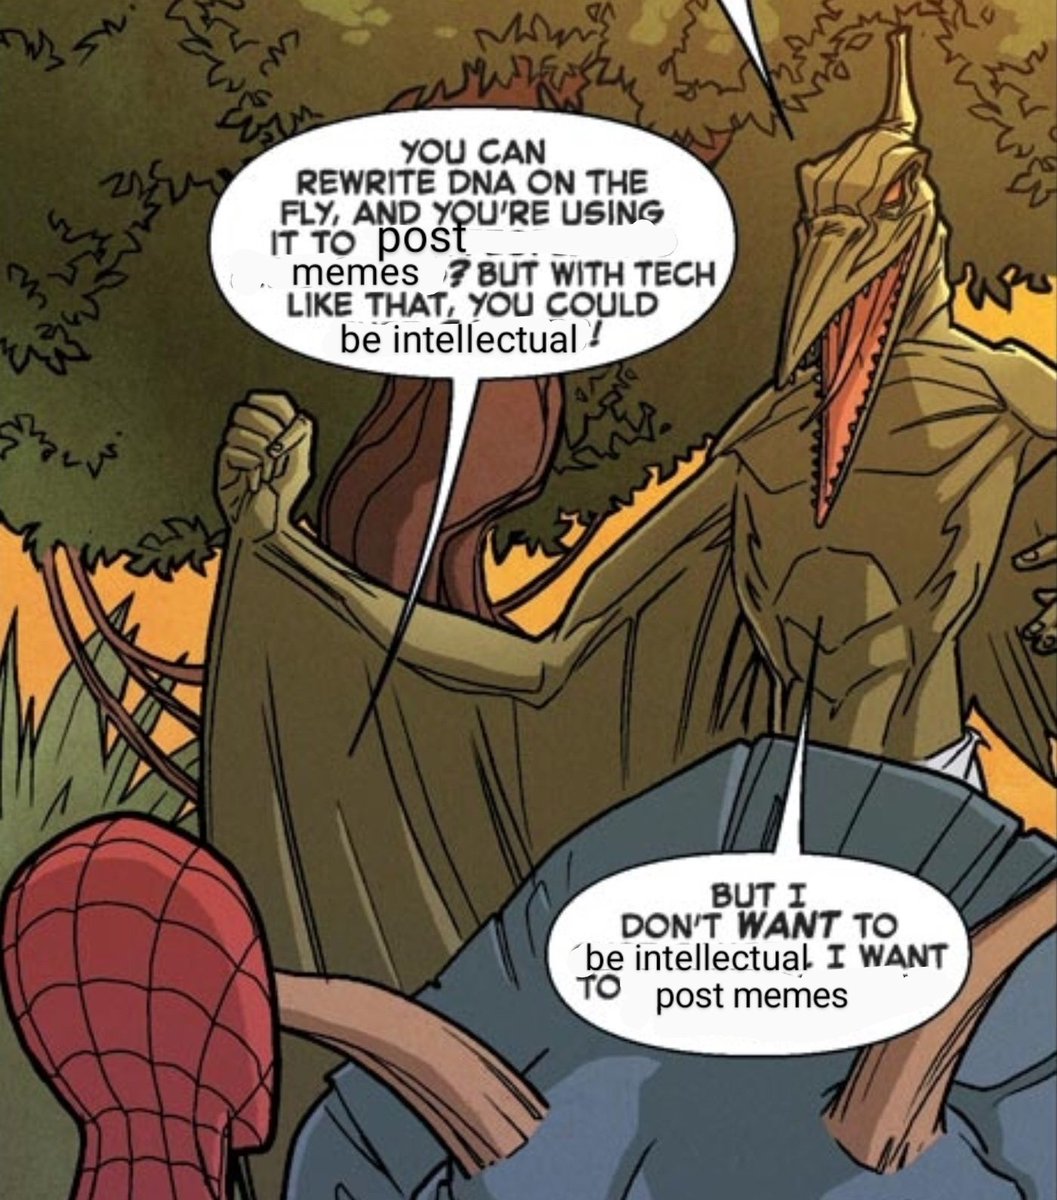 YOU CAN
REWRITE DNA ON THE
FLY, AND YOU'RE USING
IT TO post
memes ? BUT WITH TECH
LIKE THAT, YOU COULD
be intellectual!
BUT I
DON'T WANT TO
be intellectual. I WANT
TO post memes